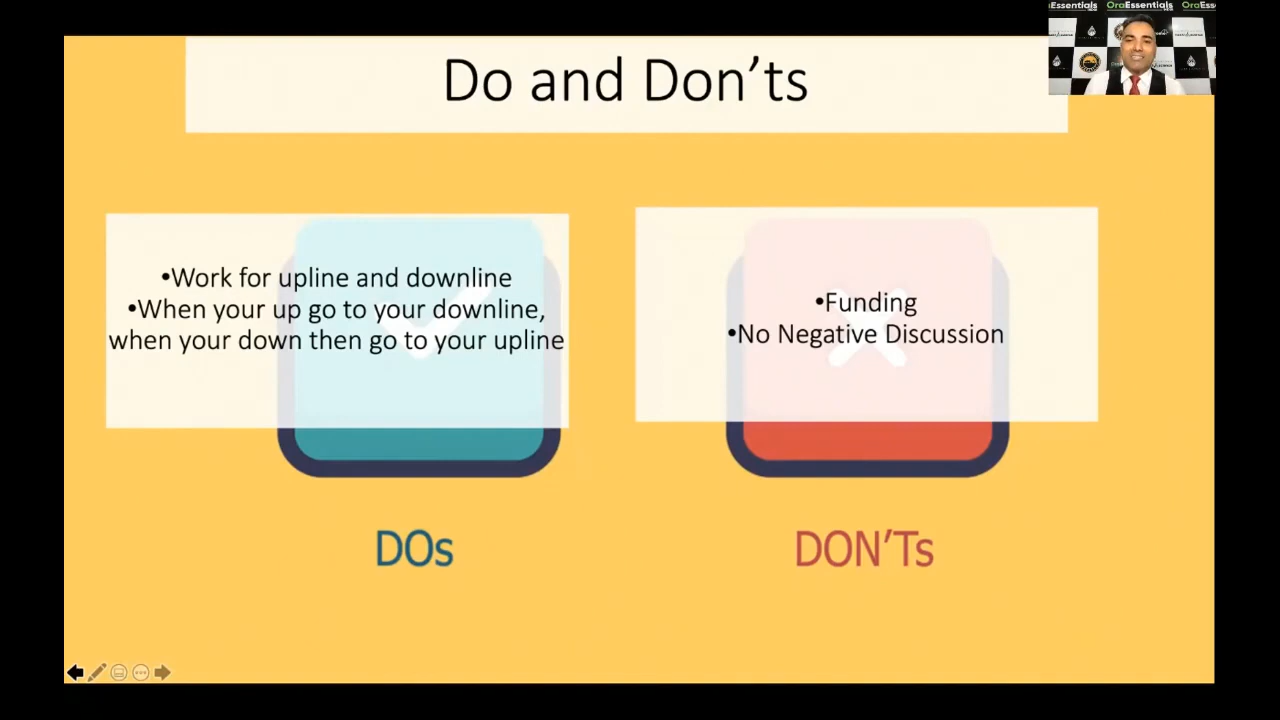 Do and Don’ts
OraEssentials
•Work for upline and downline
•When your up go to your downline,
when your down then go to your upline
•Funding
•No Negative Discussion
DOs
DON’Ts